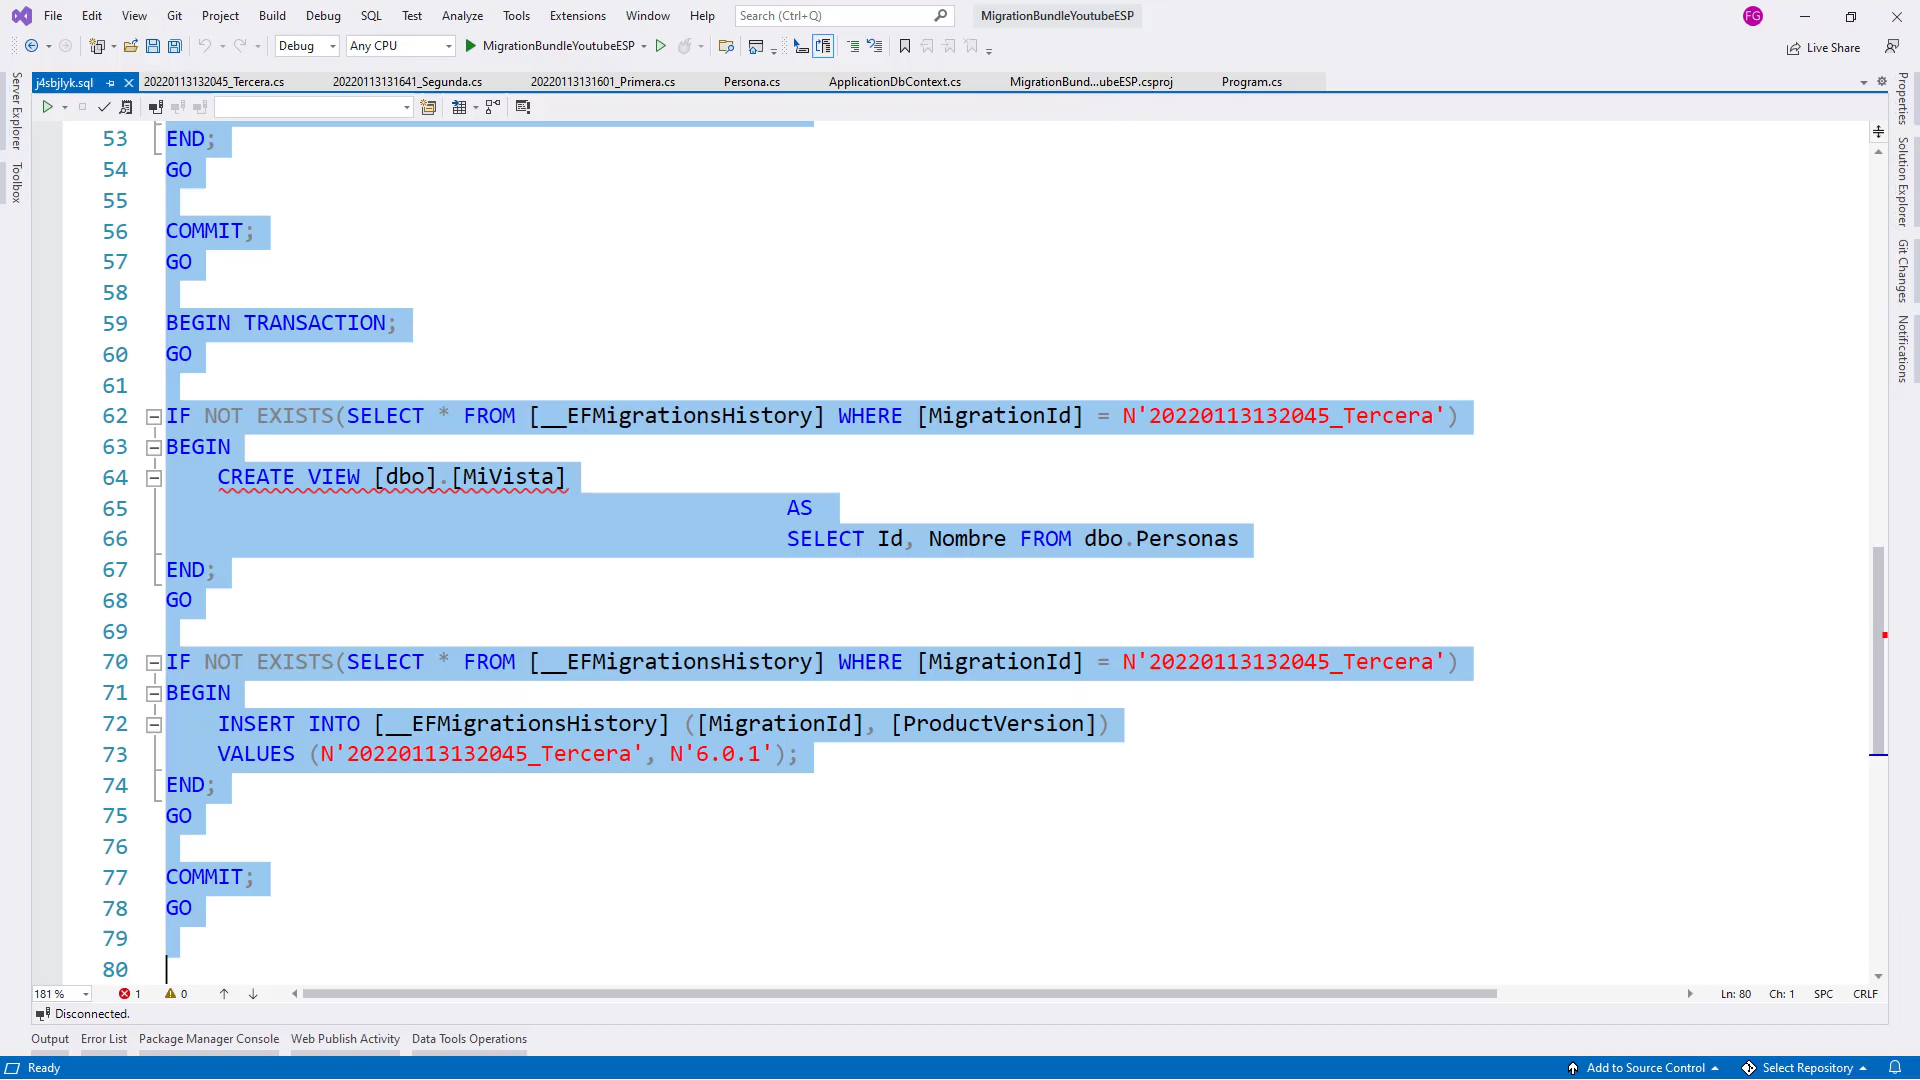 File Edit View Git Project Build Debug SQL Test Analyze Tools Extensions Window Help Search (Ctrl+Q) MigrationBundleYoutubeESP FG
Debug Any CPU MigrationBundleYoutubeESP Live Share
j4sbjlyk.sql 20220113132045_Tercera.cs 20220113131641_Segunda.cs 20220113131601_Primera.cs Persona.cs ApplicationDbContext.cs MigrationBund...ubeESP.csproj Program.cs
Server Explorer
Toolbox
53 END;
54 GO
55
56 COMMIT;
57 GO
58
59 BEGIN TRANSACTION;
60 GO
61
62 IF NOT EXISTS(SELECT * FROM [__EFMigrationsHistory] WHERE [MigrationId] = N'20220113132045_Tercera')
63 BEGIN
64 CREATE VIEW [dbo].[MiVista]
65 AS
66 SELECT Id, Nombre FROM dbo.Personas
67 END;
68 GO
69
70 IF NOT EXISTS(SELECT * FROM [__EFMigrationsHistory] WHERE [MigrationId] = N'20220113132045_Tercera')
71 BEGIN
72 INSERT INTO [__EFMigrationsHistory] ([MigrationId], [ProductVersion])
73 VALUES (N'20220113132045_Tercera', N'6.0.1');
74 END;
75 GO
76
77 COMMIT;
78 GO
79
80
Properties
Solution Explorer
Git Changes
Notifications
181 % 1 0 Ln: 80 Ch: 1 SPC CRLF
Disconnected.
Output Error List Package Manager Console Web Publish Activity Data Tools Operations
Ready Add to Source Control Select Repository